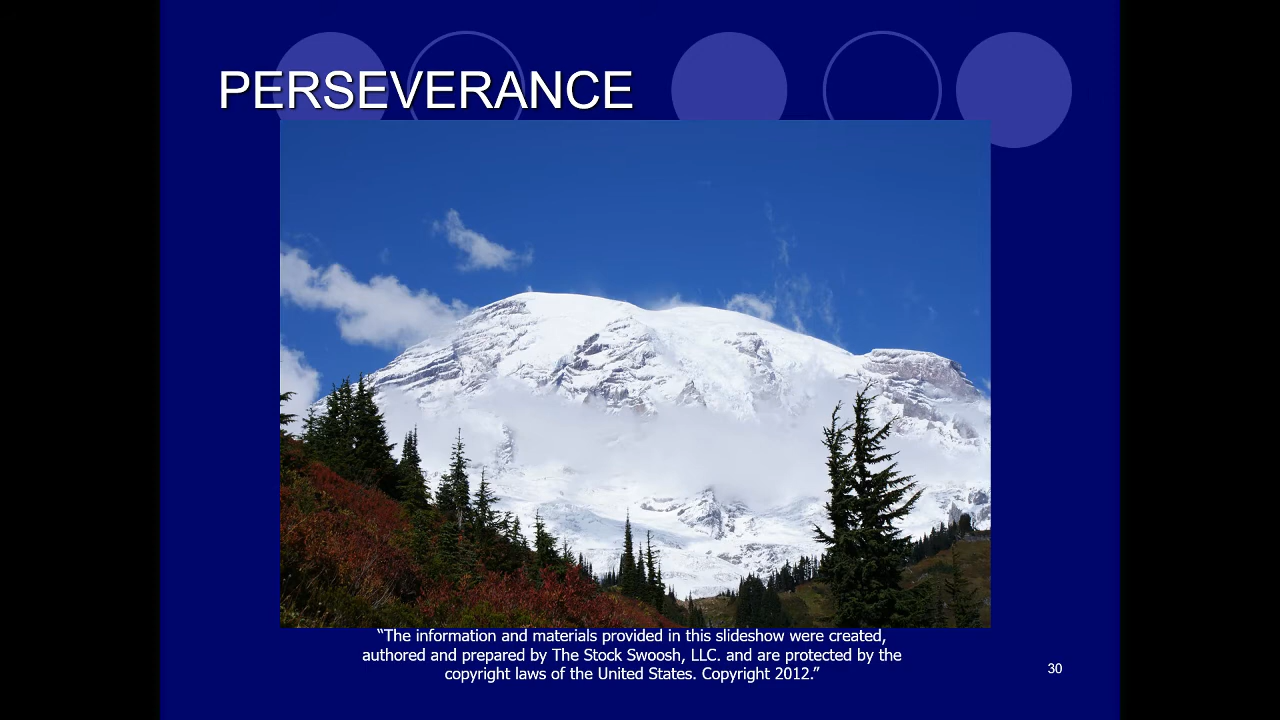 PERSEVERANCE
“The information and materials provided in this slideshow were created,
authored and prepared by The Stock Swoosh, LLC. and are protected by the
copyright laws of the United States. Copyright 2012.”
30